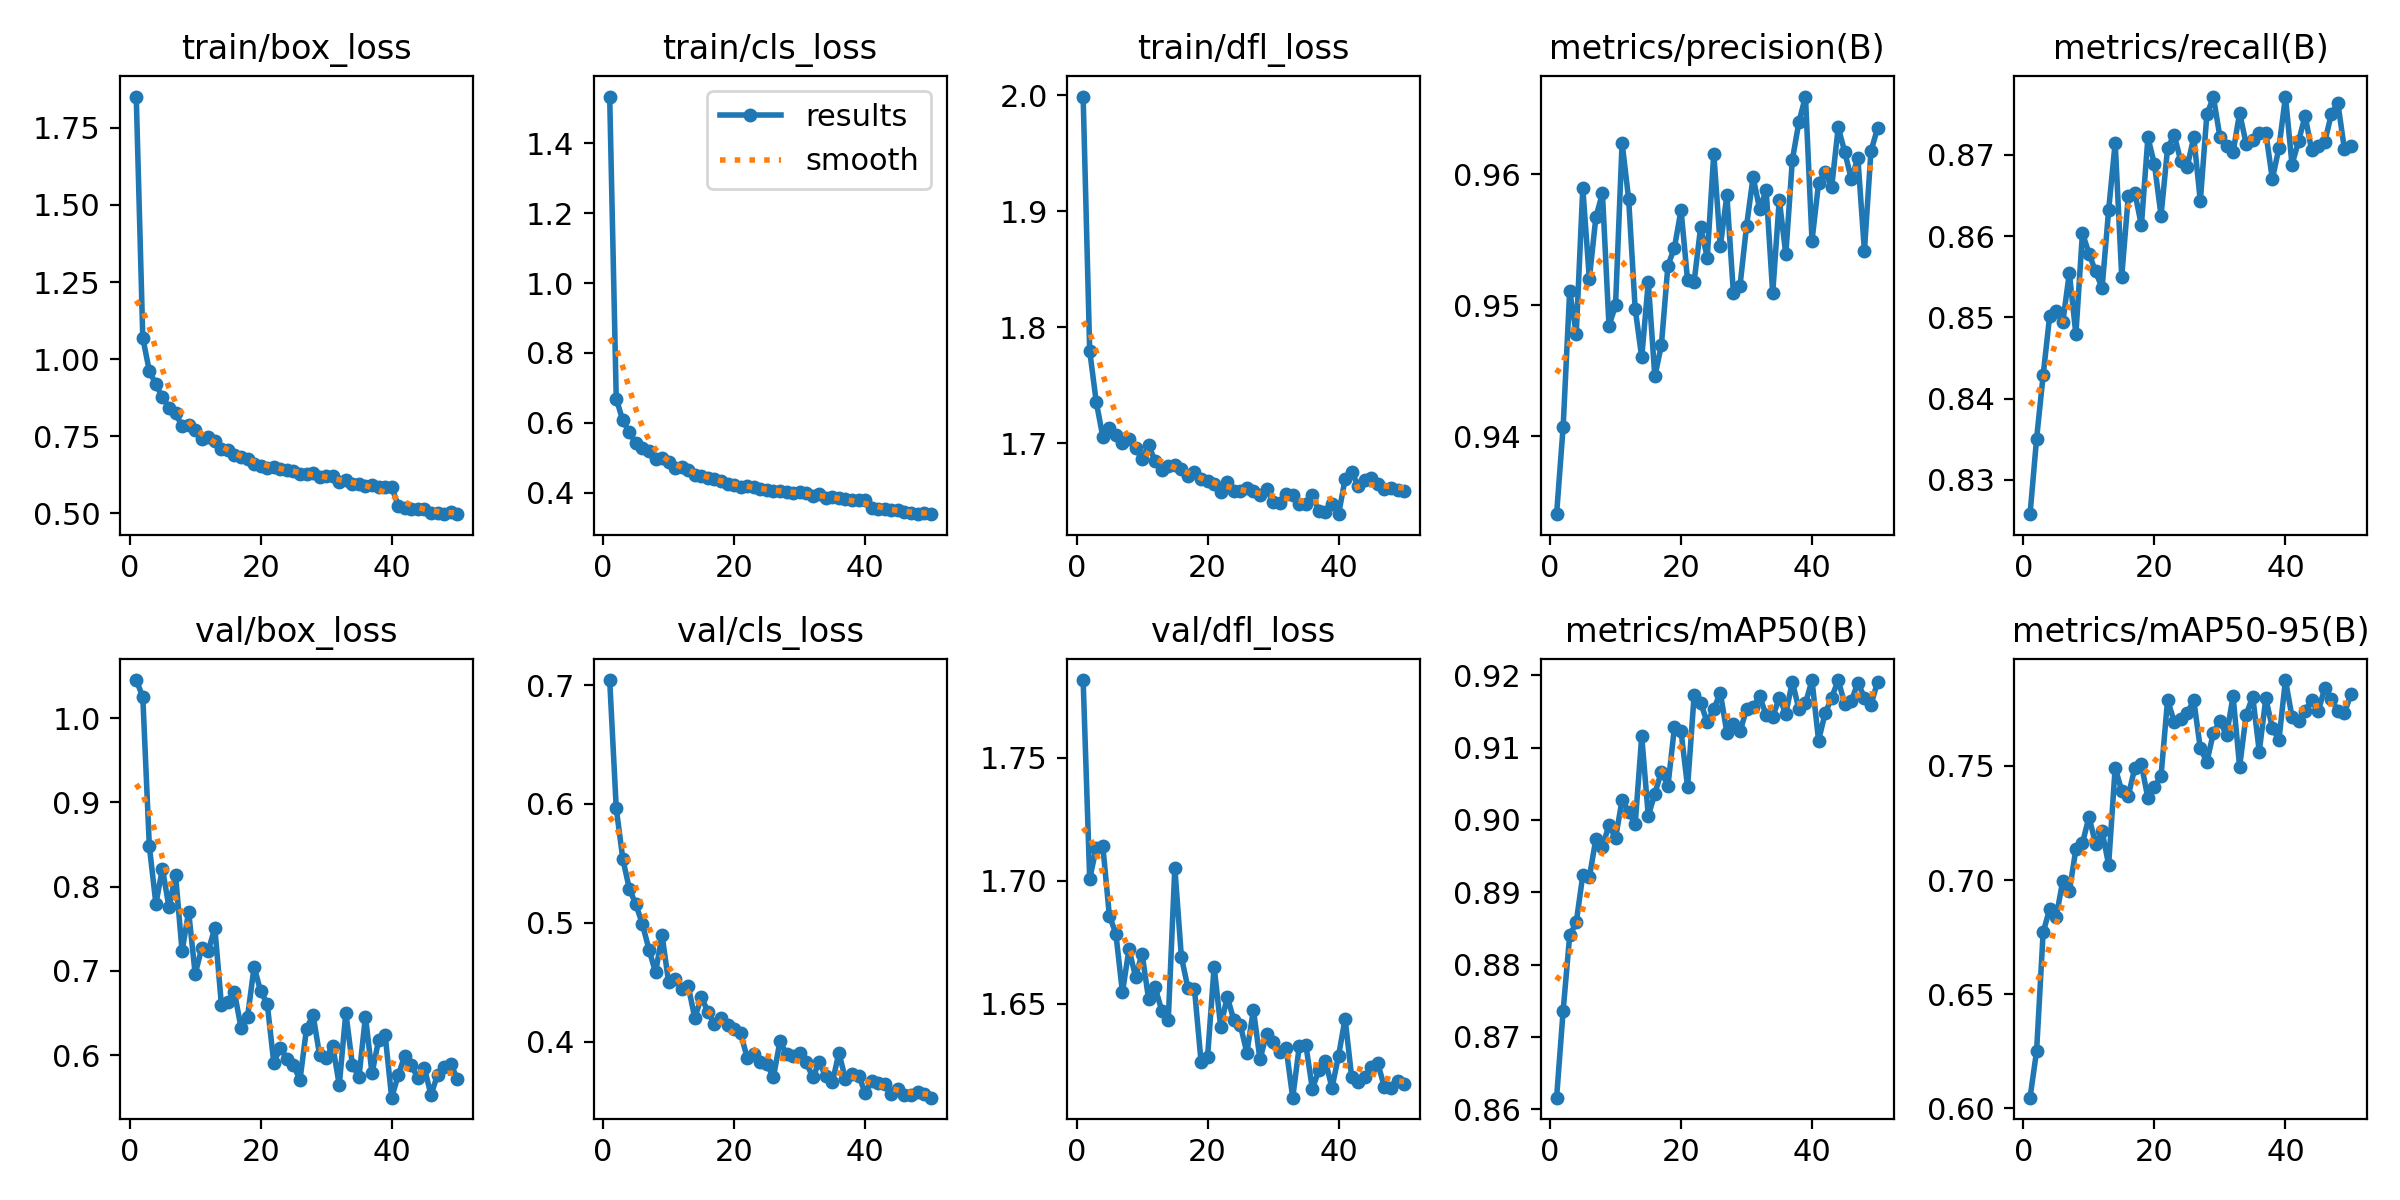 train/box_loss
1.75
1.50
1.25
1.00
0.75
0.50
0 20 40
train/cls_loss
results
smooth
1.4
1.2
1.0
0.8
0.6
0.4
0 20 40
train/dfl_loss
2.0
1.9
1.8
1.7
0 20 40
metrics/precision(B)
0.96
0.95
0.94
0 20 40
metrics/recall(B)
0.87
0.86
0.85
0.84
0.83
0 20 40
val/box_loss
1.0
0.9
0.8
0.7
0.6
0 20 40
val/cls_loss
0.7
0.6
0.5
0.4
0 20 40
val/dfl_loss
1.75
1.70
1.65
0 20 40
metrics/mAP50(B)
0.92
0.91
0.90
0.89
0.88
0.87
0.86
0 20 40
metrics/mAP50-95(B)
0.75
0.70
0.65
0.60
0 20 40